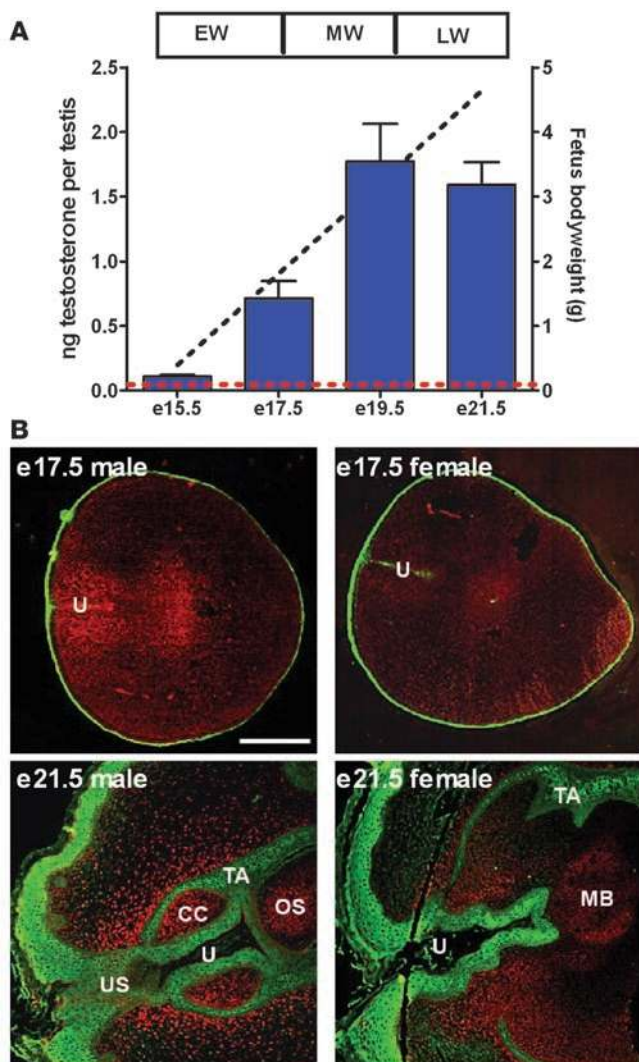 A
EW MW LW
ng testosterone per testis
2.5
2.0
1.5
1.0
0.5
0.0
5
4
3
2
1
0
Fetus bodyweight (g)
e15.5 e17.5 e19.5 e21.5
B
e17.5 male
U
e17.5 female
U
e21.5 male
TA
CC
OS
U
US
e21.5 female
TA
MB
U